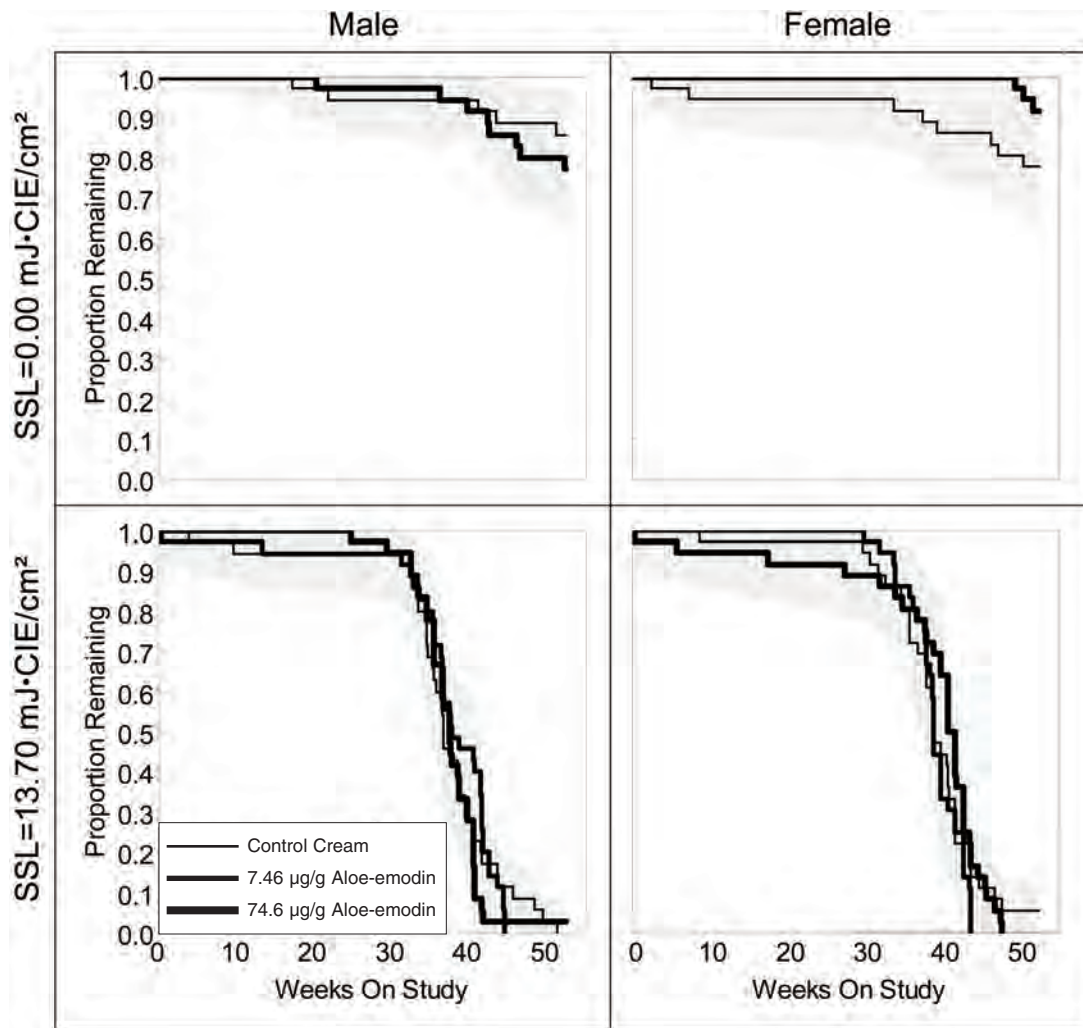 Male
Female
SSL=0.00 mJ·CIE/cm²
Proportion Remaining
1.0
0.9
0.8
0.7
0.6
0.5
0.4
0.3
0.2
0.1
0.0
SSL=13.70 mJ·CIE/cm²
Proportion Remaining
1.0
0.9
0.8
0.7
0.6
0.5
0.4
0.3
0.2
0.1
0.0
Control Cream
7.46 µg/g Aloe-emodin
74.6 µg/g Aloe-emodin
0 10 20 30 40 50
Weeks On Study
0 10 20 30 40 50
Weeks On Study